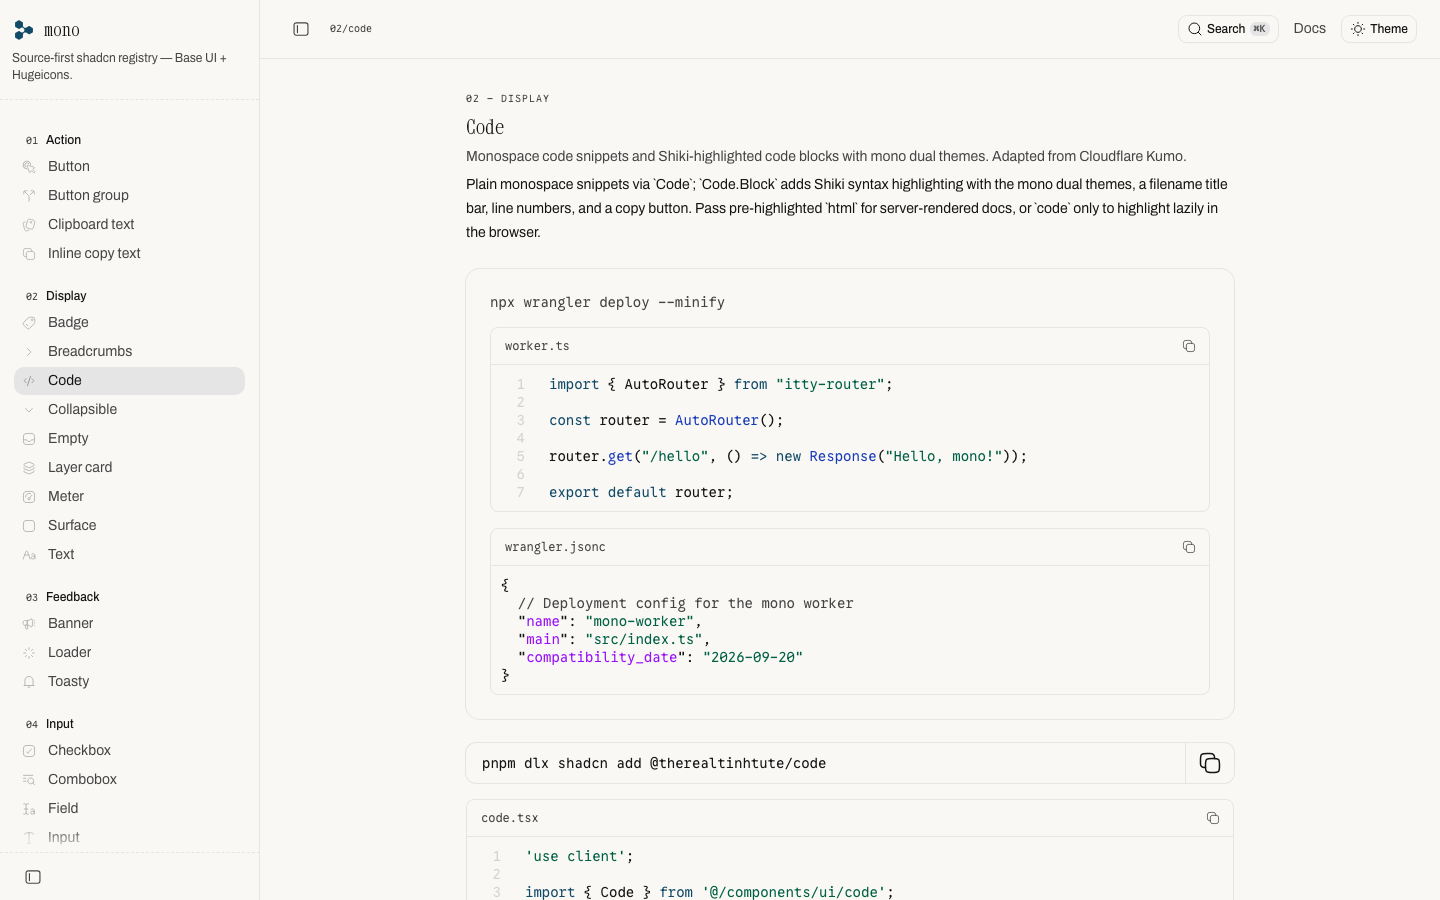 mono
Source-first shadcn registry — Base UI +
Hugeicons.
01 Action
Button
Button group
Clipboard text
Inline copy text
02 Display
Badge
Breadcrumbs
Code
Collapsible
Empty
Layer card
Meter
Surface
Text
03 Feedback
Banner
Loader
Toasty
04 Input
Checkbox
Combobox
Field
Input
02/code
Search ⌘K
Docs
Theme
02 — DISPLAY
Code
Monospace code snippets and Shiki-highlighted code blocks with mono dual themes. Adapted from Cloudflare Kumo.
Plain monospace snippets via `Code`; `Code.Block` adds Shiki syntax highlighting with the mono dual themes, a filename title
bar, line numbers, and a copy button. Pass pre-highlighted `html` for server-rendered docs, or `code` only to highlight lazily in
the browser.
npx wrangler deploy --minify
worker.ts
1 import { AutoRouter } from "itty-router";
2
3 const router = AutoRouter();
4
5 router.get("/hello", () => new Response("Hello, mono!"));
6
7 export default router;
wrangler.jsonc
{
// Deployment config for the mono worker
"name": "mono-worker",
"main": "src/index.ts",
"compatibility_date": "2026-09-20"
}
pnpm dlx shadcn add @therealtinhtute/code
code.tsx
1 'use client';
2
3 import { Code } from '@/components/ui/code';